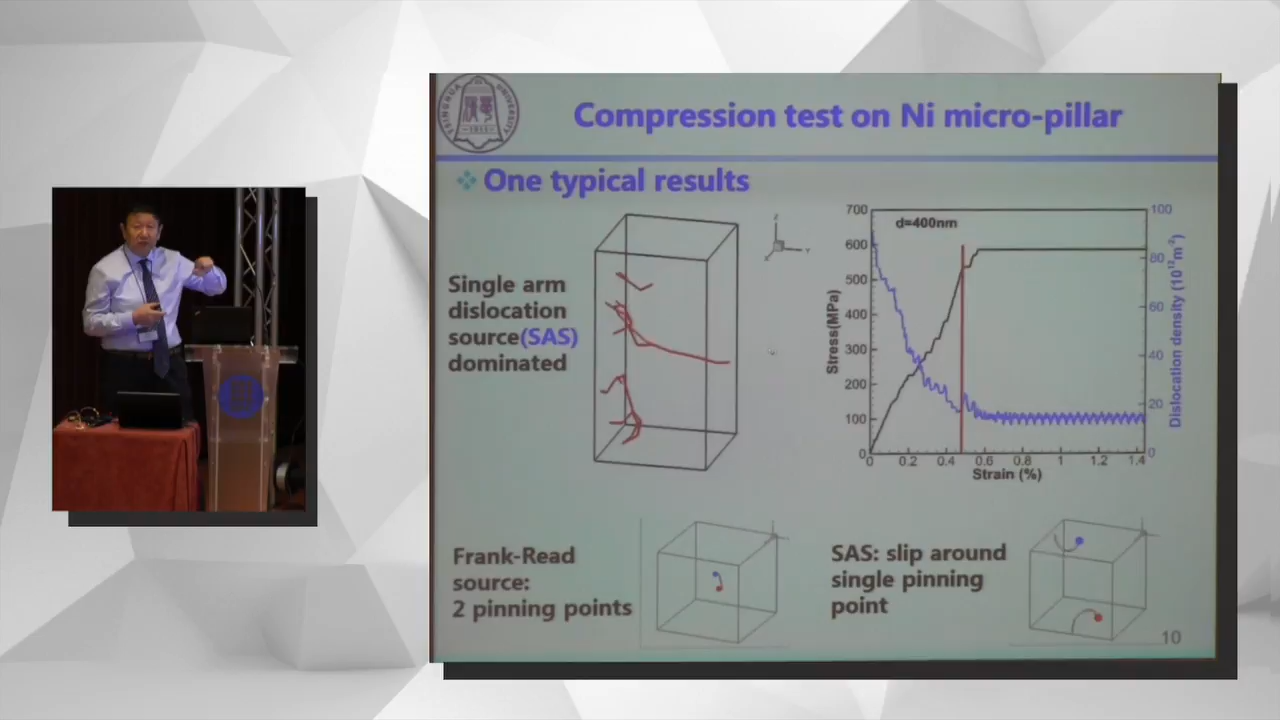 TSINGHUA UNIVERSITY
1911
Compression test on Ni micro-pillar
One typical results
Single arm
dislocation
source(SAS)
dominated
Z
Y
X
d=400nm
700
600
500
400
300
200
100
0
Stress(MPa)
0
0.2
0.4
0.6
0.8
1
1.2
1.4
Strain (%)
100
80
60
40
20
0
Dislocation density (10¹²m⁻²)
Frank-Read
source:
2 pinning points
SAS: slip around
single pinning
point
10